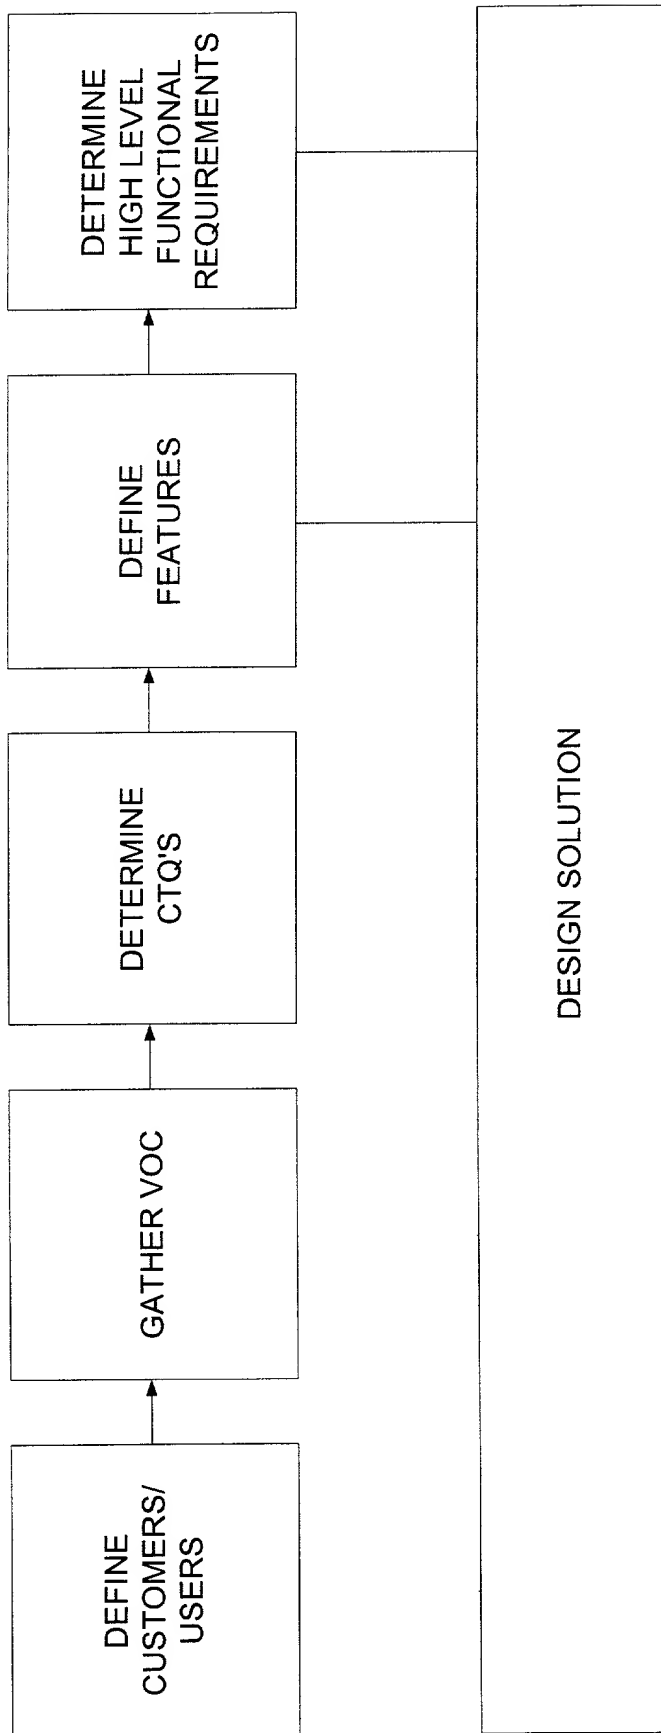 DEFINE
CUSTOMERS/
USERS
GATHER VOC
DETERMINE
CTQ'S
DEFINE
FEATURES
DETERMINE
HIGH LEVEL
FUNCTIONAL
REQUIREMENTS
DESIGN SOLUTION